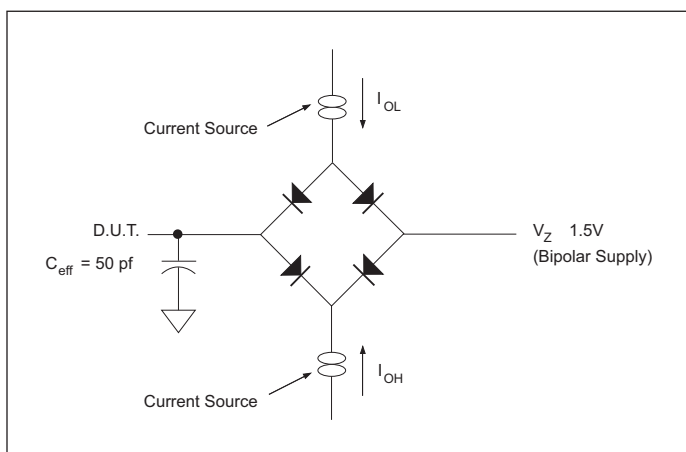 I OL
Current Source
D.U.T.
V Z 1.5V
C eff = 50 pf
(Bipolar Supply)
I OH
Current Source